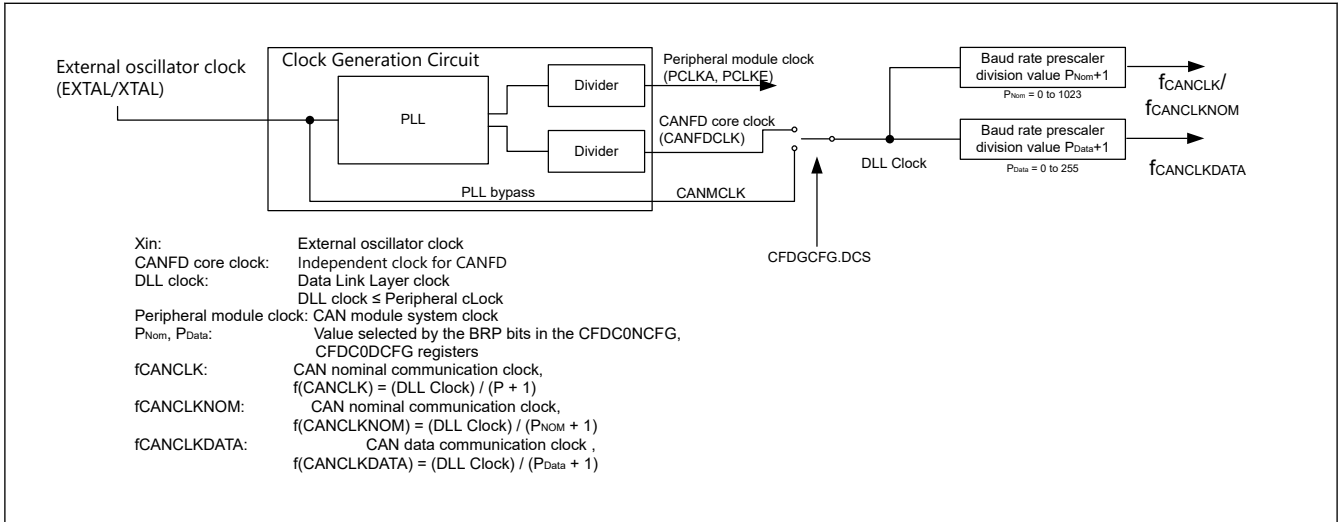 External oscillator clock
(EXTAL/XTAL)
Clock Generation Circuit
PLL
Divider
Divider
PLL bypass
Peripheral module clock
(PCLKA, PCLKE)
CANFD core clock
(CANFDCLK)
CANMCLK
CFDGCFG.DCS
DLL Clock
Baud rate prescaler
division value PNom+1
PNom = 0 to 1023
Baud rate prescaler
division value PData+1
PData = 0 to 255
fCANCLK/
fCANCLKNOM
fCANCLKDATA
Xin: External oscillator clock
CANFD core clock: Independent clock for CANFD
DLL clock: Data Link Layer clock
DLL clock ≤ Peripheral cLock
Peripheral module clock: CAN module system clock
PNom, PData: Value selected by the BRP bits in the CFDC0NCFG,
CFDC0DCFG registers
fCANCLK: CAN nominal communication clock,
f(CANCLK) = (DLL Clock) / (P + 1)
fCANCLKNOM: CAN nominal communication clock,
f(CANCLKNOM) = (DLL Clock) / (PNOM + 1)
fCANCLKDATA: CAN data communication clock ,
f(CANCLKDATA) = (DLL Clock) / (PData + 1)